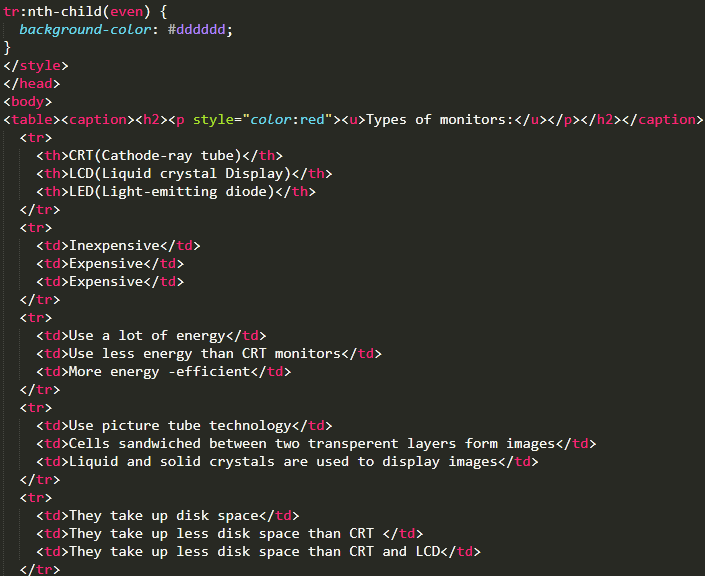 tr:nth-child(even) {
  background-color: #dddddd;
}
</style>
</head>
<body>
<table><caption><h2><p style="color:red"><u>Types of monitors:</u></p></h2></caption>
  <tr>
    <th>CRT(Cathode-ray tube)</th>
    <th>LCD(Liquid crystal Display)</th>
    <th>LED(Light-emitting diode)</th>
  </tr>
  <tr>
    <td>Inexpensive</td>
    <td>Expensive</td>
    <td>Expensive</td>
  </tr>
  <tr>
    <td>Use a lot of energy</td>
    <td>Use less energy than CRT monitors</td>
    <td>More energy -efficient</td>
  </tr>
  <tr>
    <td>Use picture tube technology</td>
    <td>Cells sandwiched between two transperent layers form images</td>
    <td>Liquid and solid crystals are used to display images</td>
  </tr>
  <tr>
    <td>They take up disk space</td>
    <td>They take up less disk space than CRT </td>
    <td>They take up less disk space than CRT and LCD</td>
  </tr>